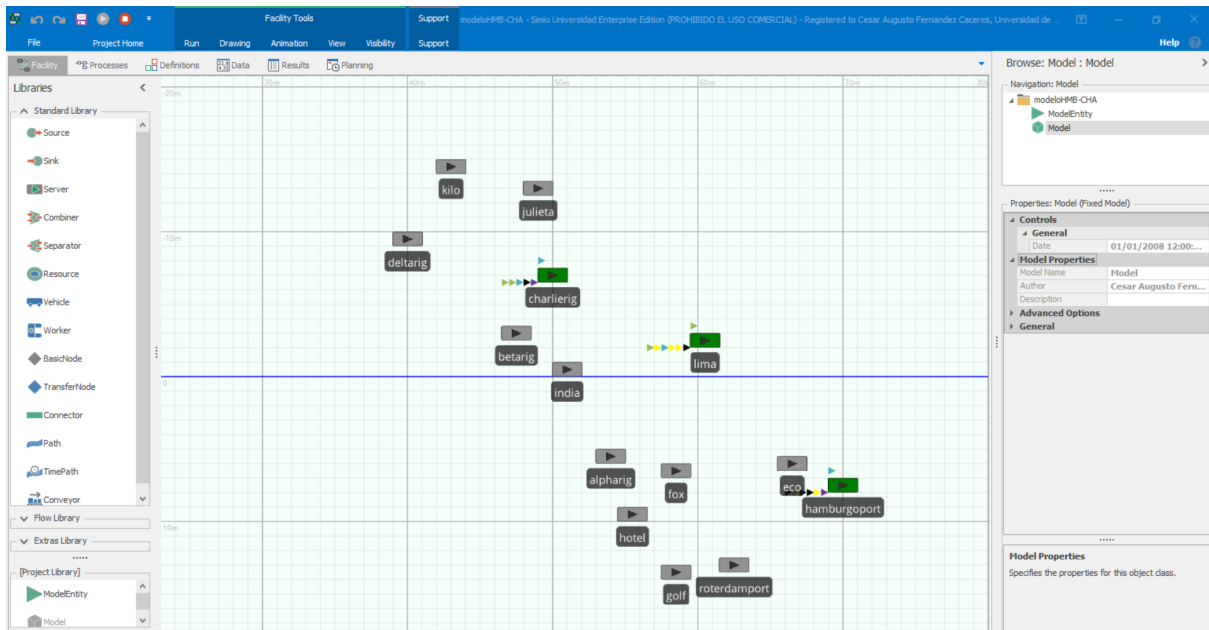 Facility Tools
Support
modeloHMB-CHA - Simio Universidad Enterprise Edition (PROHIBIDO EL USO COMERCIAL) - Registered to Cesar Augusto Fernandez Caceres, Universidad de ...
File
Project Home
Run
Drawing
Animation
View
Visibility
Support
Help
Facility
Processes
Definitions
Data
Results
Planning
Libraries
Standard Library
Source
Sink
Server
Combiner
Separator
Resource
Vehicle
Worker
BasicNode
TransferNode
Connector
Path
TimePath
Conveyor
Flow Library
Extras Library
[Project Library]
ModelEntity
Model
30m
40m
50m
60m
70m
80
-20m
-10m
0
10m
kilo
julieta
deltarig
charlierig
betarig
lima
india
alpharig
fox
eco
hamburgoport
hotel
golf
roterdamport
Browse: Model : Model
Navigation: Model
modeloHMB-CHA
ModelEntity
Model
Properties: Model (Fixed Model)
Controls
General
Date 01/01/2008 12:00:...
Model Properties
Model Name Model
Author Cesar Augusto Fern...
Description
Advanced Options
General
Model Properties
Specifies the properties for this object class.